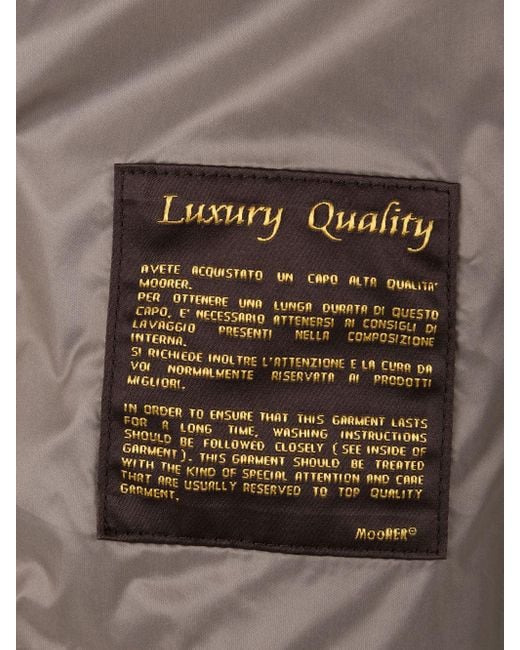 Luxury Quality
AVETE ACQUISTATO UN CAPO ALTA QUALITA'
MOORER.
PER OTTENERE UNA LUNGA DURATA DI QUESTO
CAPO, E' NECESSARIO ATTENERSI AI CONSIGLI DI
LAVAGGIO PRESENTI NELLA COMPOSIZIONE
INTERNA.
SI RICHIEDE INOLTRE L'ATTENZIONE E LA CURA DA
VOI NORMALMENTE RISERVATA AI PRODOTTI
MIGLIORI.
IN ORDER TO ENSURE THAT THIS GARMENT LASTS
FOR A LONG TIME, WASHING INSTRUCTIONS
SHOULD BE FOLLOWED CLOSELY (SEE INSIDE OF
GARMENT). THIS GARMENT SHOULD BE TREATED
WITH THE KIND OF SPECIAL ATTENTION AND CARE
THAT ARE USUALLY RESERVED TO TOP QUALITY
GARMENT.
MOORER®